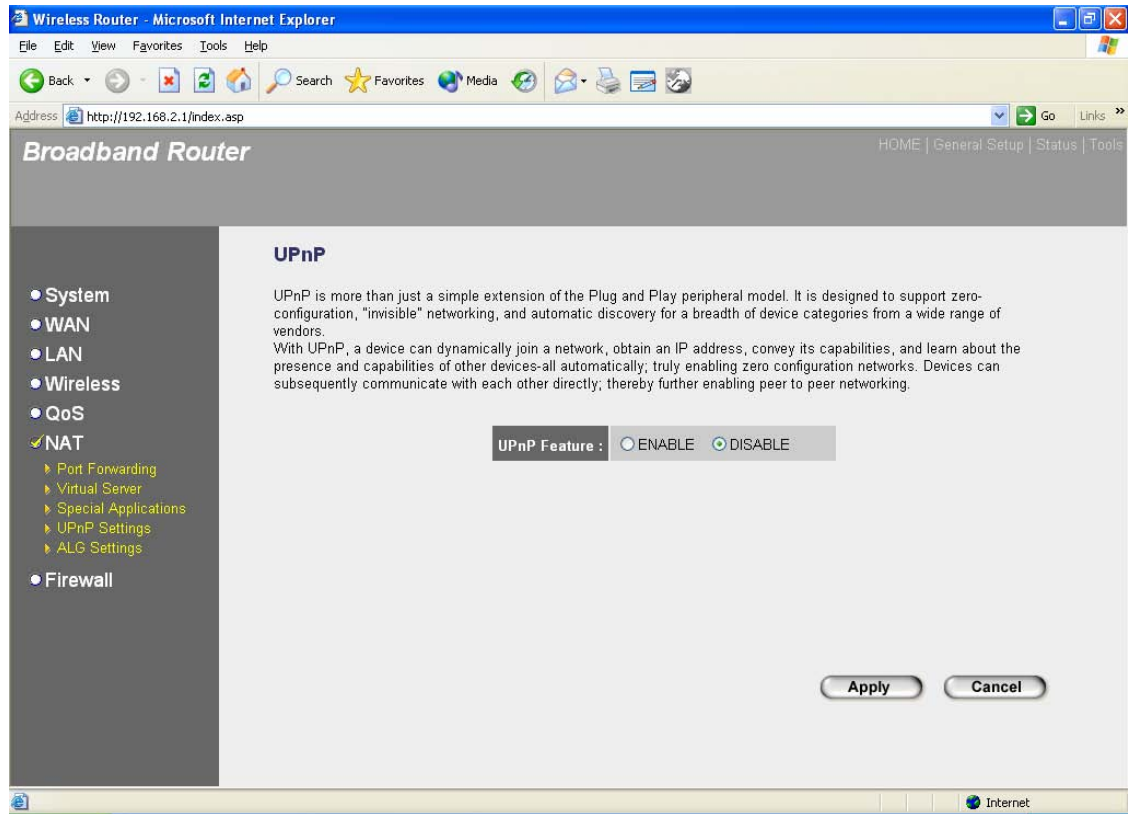 Wireless Router - Microsoft Internet Explorer
File Edit View Favorites Tools Help
Back Search Favorites Media
Address http://192.168.2.1/index.asp Go Links »
Broadband Router
HOME | General Setup | Status | Tools
System
WAN
LAN
Wireless
QoS
NAT
Port Forwarding
Virtual Server
Special Applications
UPnP Settings
ALG Settings
Firewall
UPnP
UPnP is more than just a simple extension of the Plug and Play peripheral model. It is designed to support zero-
configuration, "invisible" networking, and automatic discovery for a breadth of device categories from a wide range of
vendors.
With UPnP, a device can dynamically join a network, obtain an IP address, convey its capabilities, and learn about the
presence and capabilities of other devices-all automatically; truly enabling zero configuration networks. Devices can
subsequently communicate with each other directly; thereby further enabling peer to peer networking.
UPnP Feature : ENABLE DISABLE
Apply Cancel
Internet